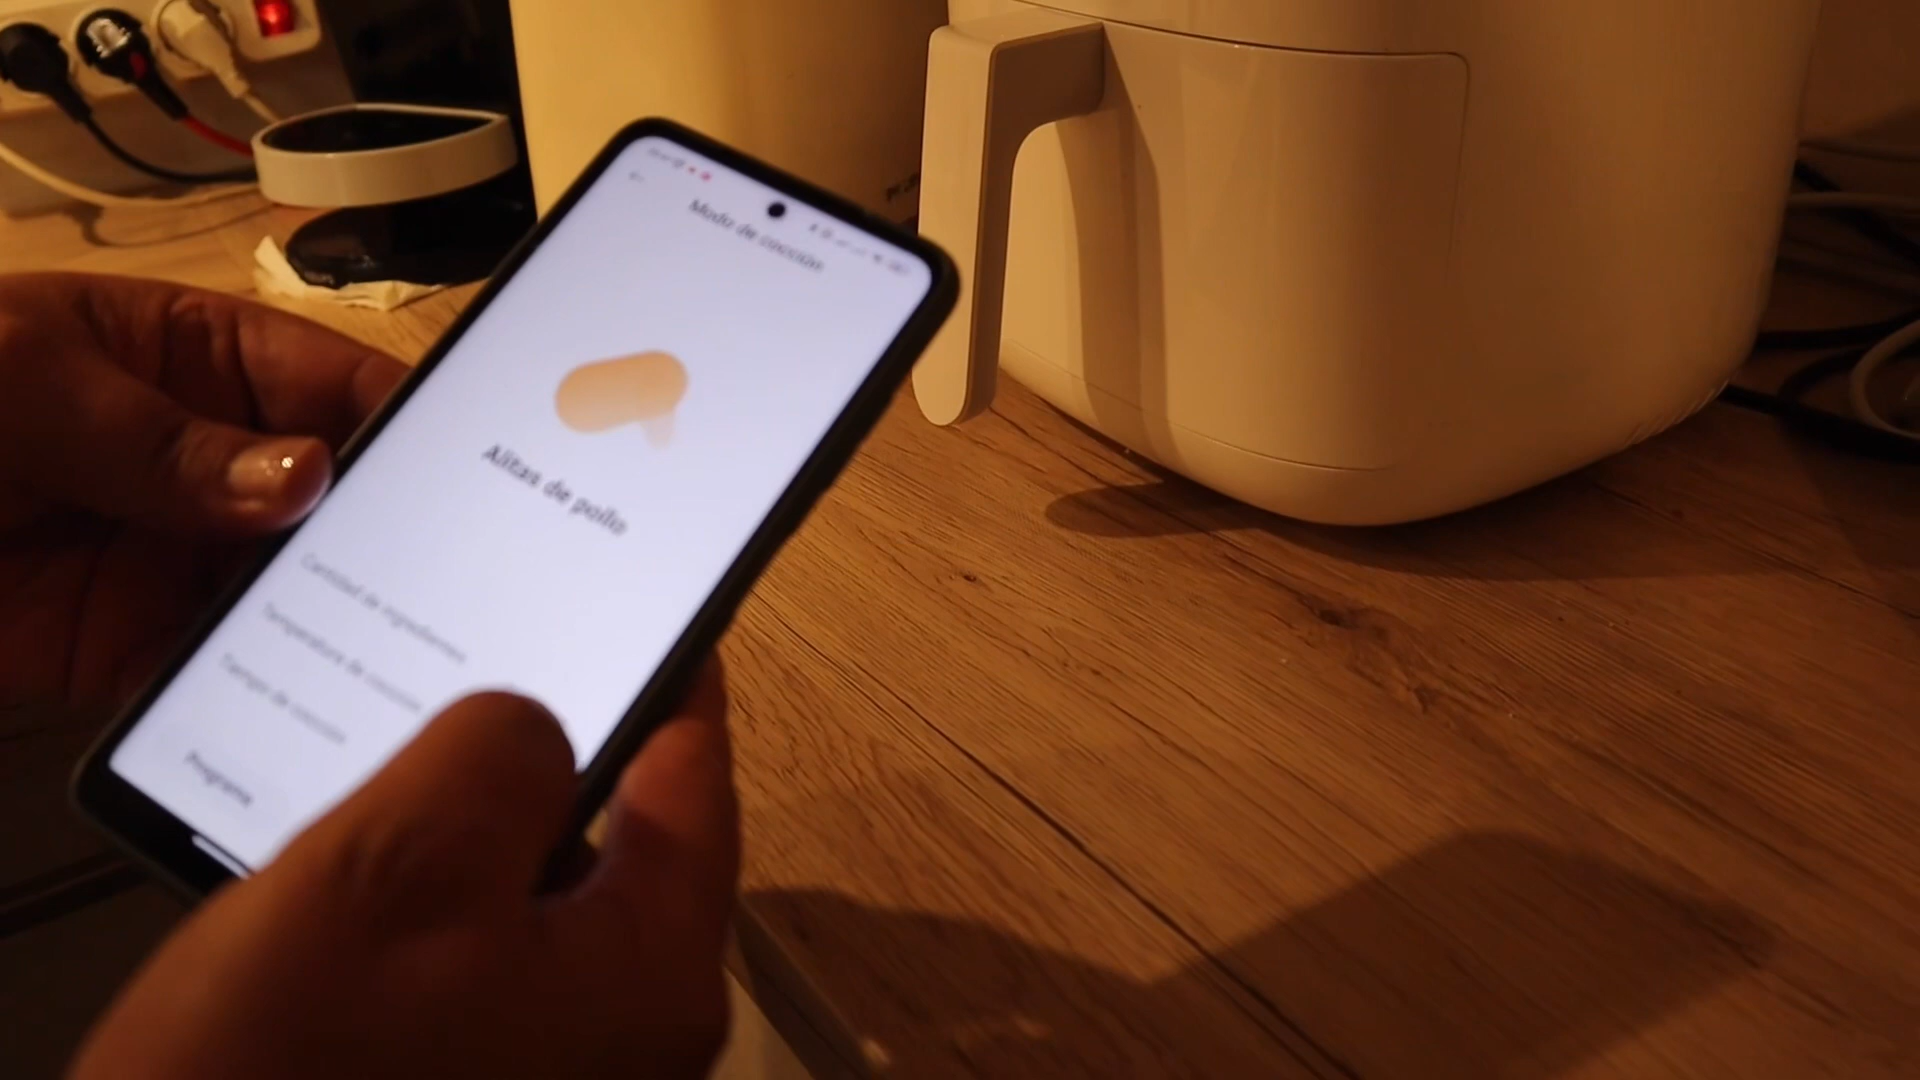 Modo de cocción
Alitas de pollo
Cantidad de ingredientes
Temperatura de cocción
Tiempo de cocción
Programa